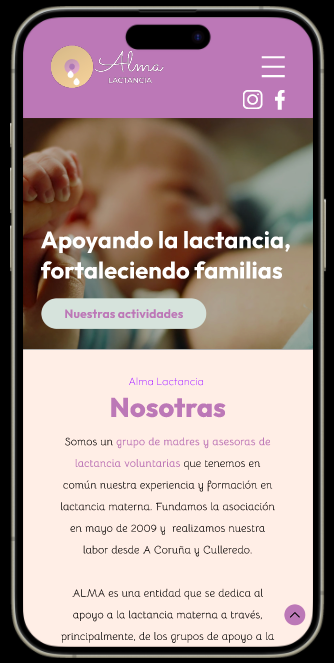 Alma
LACTANCIA
Apoyando la lactancia,
fortaleciendo familias
Nuestras actividades
Alma Lactancia
Nosotras
Somos un grupo de madres y asesoras de
lactancia voluntarias que tenemos en
común nuestra experiencia y formación en
lactancia materna. Fundamos la asociación
en mayo de 2009 y realizamos nuestra
labor desde A Coruña y Culleredo.
ALMA es una entidad que se dedica al
apoyo a la lactancia materna a través,
principalmente, de los grupos de apoyo a la